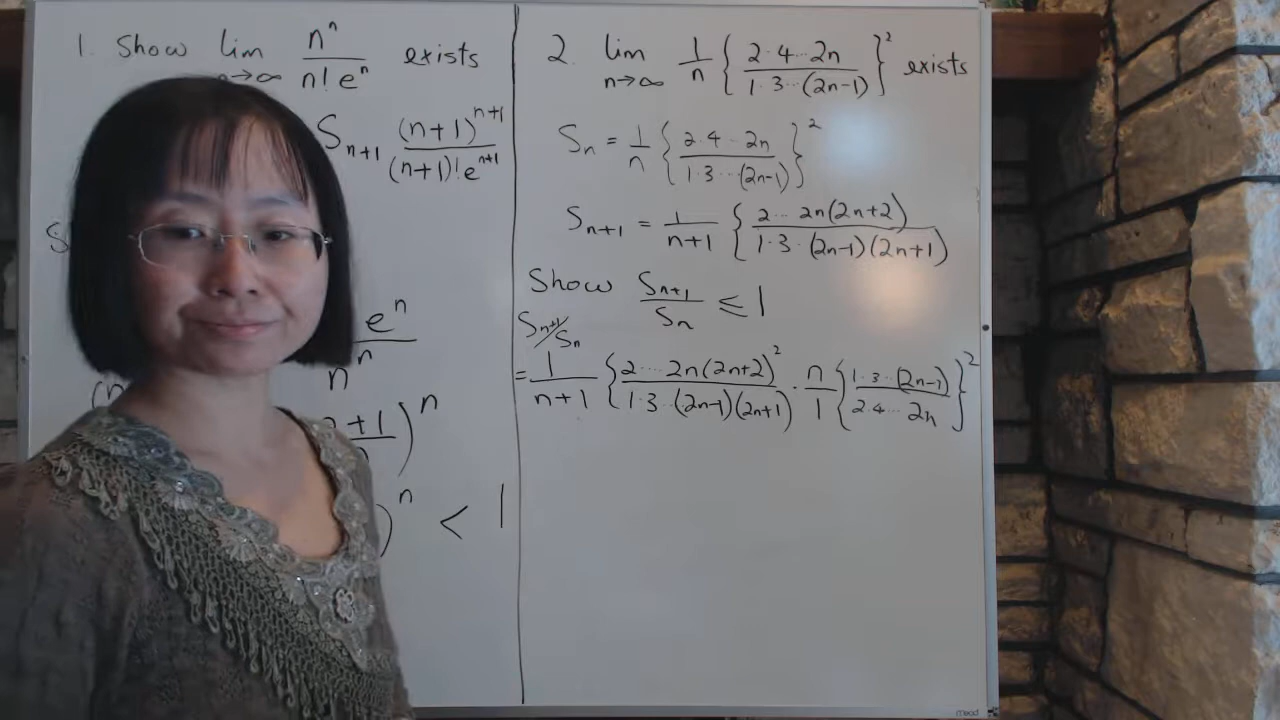 1. Show lim n→∞ n^n / n! e^n exists
S_{n+1} (n+1)^{n+1} / (n+1)! e^{n+1}
S
e^n / n^n
+1)^n
)^n < 1
2. lim n→∞ 1/n {2·4··2n / 1·3··(2n-1)}^2 exists
S_n = 1/n {2·4··2n / 1·3··(2n-1)}^2
S_{n+1} = 1/n+1 {2··2n(2n+2) / 1·3·(2n-1)(2n+1)
Show S_{n+1}/S_n ≤ 1
S_{n+1}/S_n
= 1/n+1 {2···2n(2n+2)^2 / 1·3··(2n-1)(2n+1)} · n/1 {1·3··(2n-1) / 2·4··2n}^2
mead